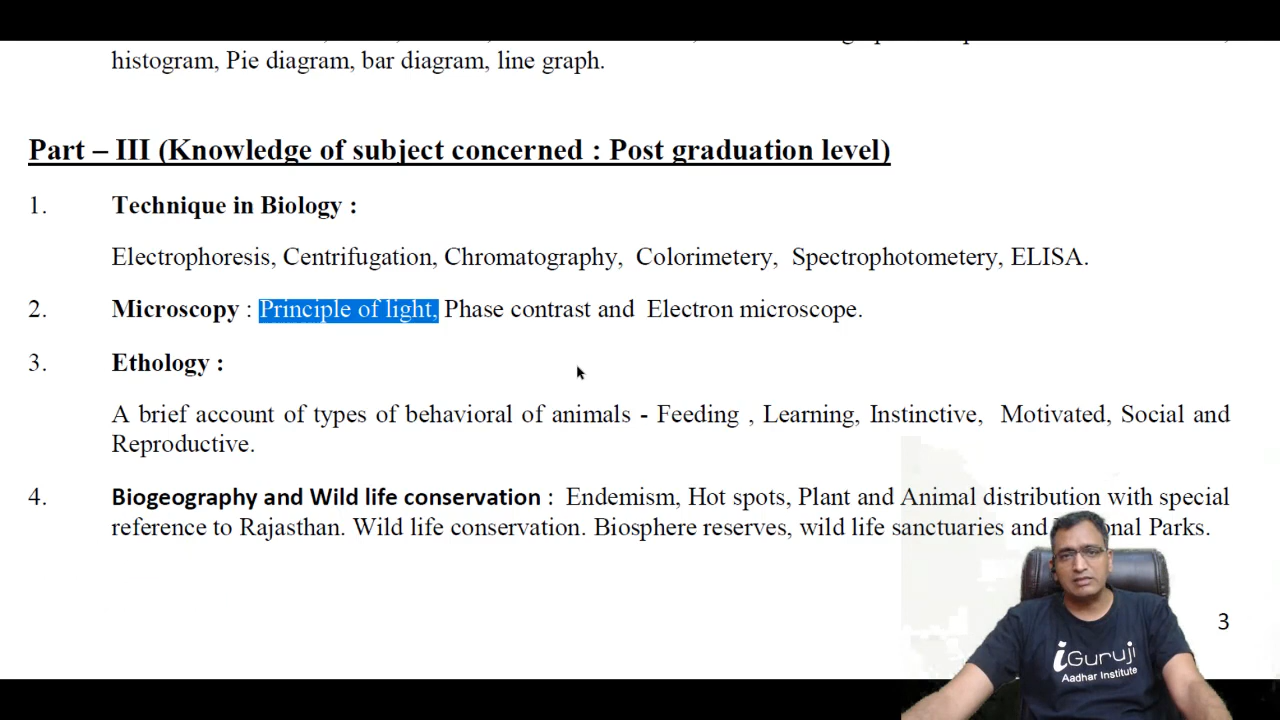 histogram, Pie diagram, bar diagram, line graph.
Part – III (Knowledge of subject concerned : Post graduation level)
1. Technique in Biology :
Electrophoresis, Centrifugation, Chromatography, Colorimetery, Spectrophotometery, ELISA.
2. Microscopy : Principle of light, Phase contrast and Electron microscope.
3. Ethology :
A brief account of types of behavioral of animals - Feeding , Learning, Instinctive, Motivated, Social and
Reproductive.
4. Biogeography and Wild life conservation : Endemism, Hot spots, Plant and Animal distribution with special
reference to Rajasthan. Wild life conservation. Biosphere reserves, wild life sanctuaries and Parks.
3
iGuruji
Aadhar Institute